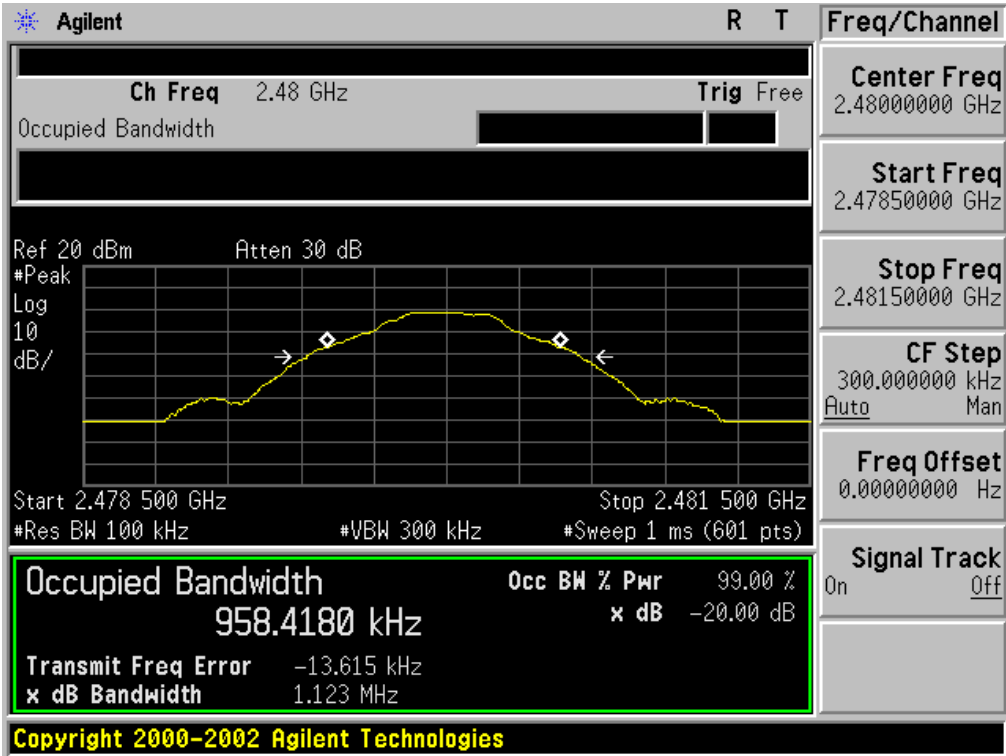 Agilent R T
Ch Freq 2.48 GHz Trig Free
Occupied Bandwidth
Ref 20 dBm Atten 30 dB
#Peak
Log
10
dB/
Start 2.478 500 GHz Stop 2.481 500 GHz
#Res BW 100 kHz #VBW 300 kHz #Sweep 1 ms (601 pts)
Occupied Bandwidth
958.4180 kHz
Occ BW % Pwr 99.00 %
x dB -20.00 dB
Transmit Freq Error -13.615 kHz
x dB Bandwidth 1.123 MHz
Copyright 2000-2002 Agilent Technologies
Freq/Channel
Center Freq
2.48000000 GHz
Start Freq
2.47850000 GHz
Stop Freq
2.48150000 GHz
CF Step
300.000000 kHz
Auto Man
Freq Offset
0.00000000 Hz
Signal Track
On Off